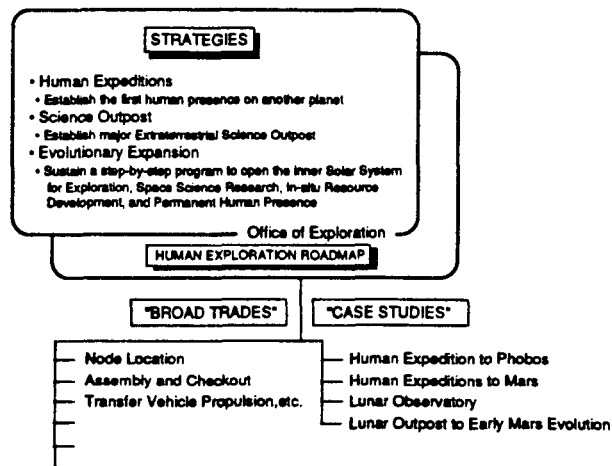 STRATEGIES
• Human Expeditions
• Establish the first human presence on another planet
• Science Outpost
• Establish major Extraterrestrial Science Outpost
• Evolutionary Expansion
• Sustain a step-by-step program to open the Inner Solar System
for Exploration, Space Science Research, In-situ Resource
Development, and Permanent Human Presence
Office of Exploration
HUMAN EXPLORATION ROADMAP
"BROAD TRADES"
"CASE STUDIES"
Node Location
Assembly and Checkout
Transfer Vehicle Propulsion,etc.
Human Expedition to Phobos
Human Expeditions to Mars
Lunar Observatory
Lunar Outpost to Early Mars Evolution